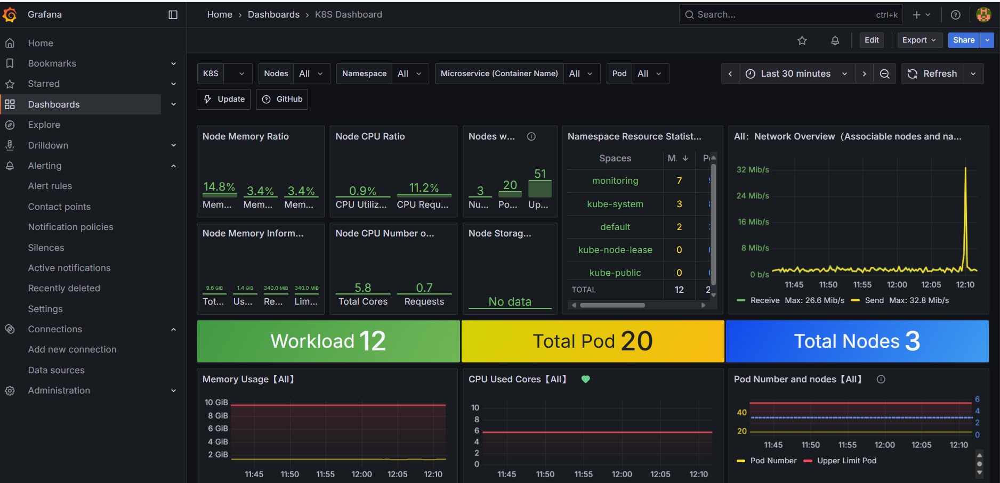 Grafana
Home › Dashboards › K8S Dashboard
Search...
ctrl+k
Edit
Export
Share
Home
Bookmarks
Starred
Dashboards
Explore
Drilldown
Alerting
Alert rules
Contact points
Notification policies
Silences
Active notifications
Recently deleted
Settings
Connections
Add new connection
Data sources
Administration
K8S
Nodes All
Namespace All
Microservice (Container Name) All
Pod All
Last 30 minutes
Refresh
Update
GitHub
Node Memory Ratio
14.8% 3.4% 3.4%
Mem... Mem... Mem...
Node CPU Ratio
0.9% 11.2%
CPU Utiliz... CPU Requ...
Nodes w...
3 20 51
Nu... Po... Up...
Namespace Resource Statist...
Spaces M.
monitoring 7
kube-system 3
default 2
kube-node-lease 0
kube-public 0
TOTAL 12 2
All：Network Overview（Associable nodes and na...
32 Mib/s
24 Mib/s
16 Mib/s
8 Mib/s
0 b/s
11:45 11:50 11:55 12:00 12:05 12:10
Receive Max: 26.6 Mib/s Send Max: 32.8 Mib/s
Node Memory Inform...
9.6 GiB 1.4 GiB 340.0 MiB 340.0 MiB
Tot... Us... Re... Lim...
Node CPU Number o...
5.8 0.7
Total Cores Requests
Node Storag...
No data
Workload 12
Total Pod 20
Total Nodes 3
Memory Usage【All】
10 GiB
8 GiB
6 GiB
4 GiB
2 GiB
11:45 11:50 11:55 12:00 12:05 12:10
CPU Used Cores【All】
10
8
6
4
2
0
11:45 11:50 11:55 12:00 12:05 12:10
Pod Number and nodes【All】
40
20
6
4
2
0
11:45 11:50 11:55 12:00 12:05 12:10
Pod Number Upper Limit Pod